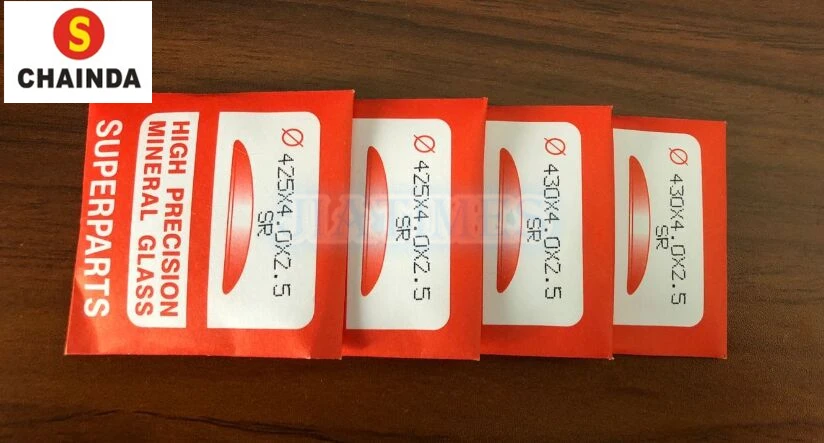 S
CHAINDA
SUPERPARTS
HIGH PRECISION
MINERAL GLASS
Ø 425X4.0X2.5
SR
Ø 425X4.0X2.5
SR
Ø 430X4.0X2.5
SR
Ø 430X4.0X2.5
SR